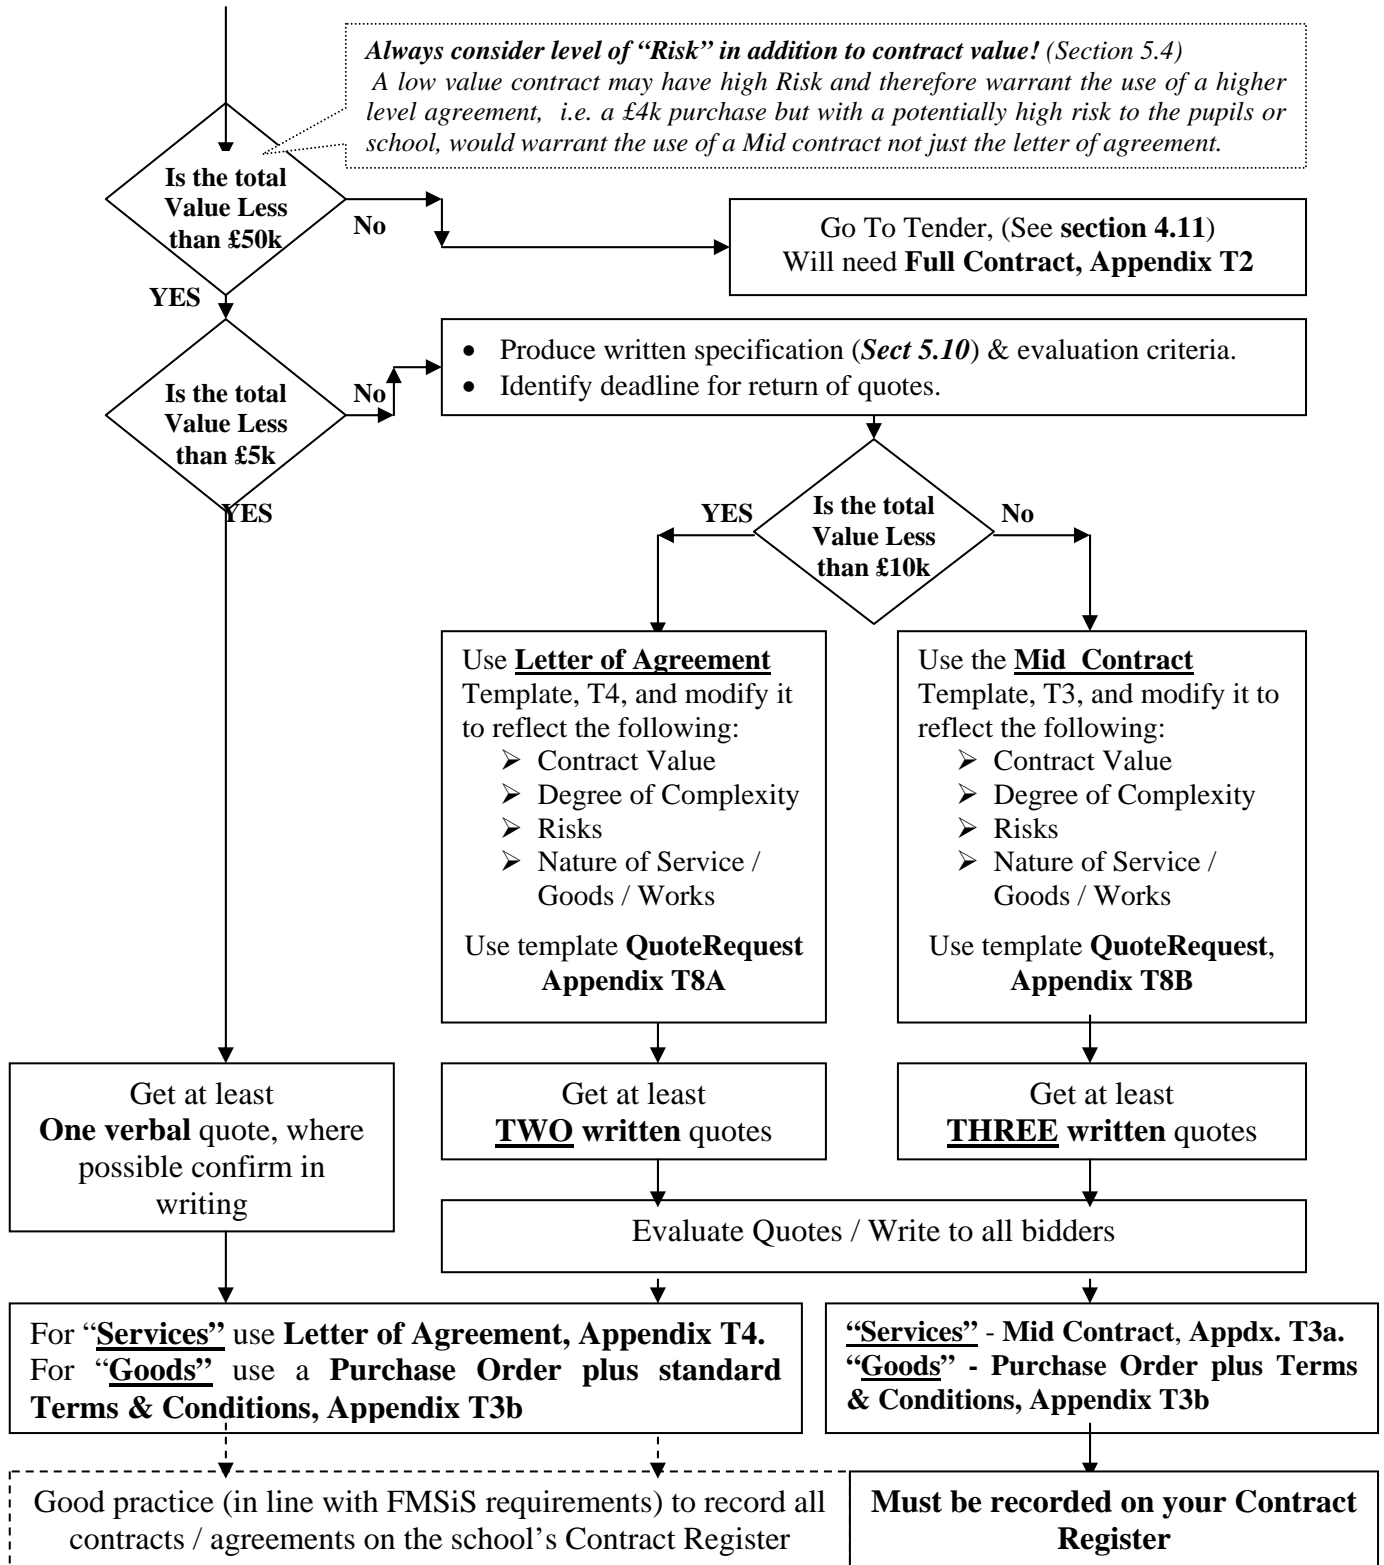 Always consider level of “Risk” in addition to contract value! (Section 5.4)
A low value contract may have high Risk and therefore warrant the use of a higher
level agreement, i.e. a £4k purchase but with a potentially high risk to the pupils or
school, would warrant the use of a Mid contract not just the letter of agreement.
Is the total
Value Less
than £50k
No
Go To Tender, (See section 4.11)
Will need Full Contract, Appendix T2
YES
Is the total
Value Less
than £5k
No
• Produce written specification (Sect 5.10) & evaluation criteria.
• Identify deadline for return of quotes.
YES
YES
Is the total
Value Less
than £10k
No
Use Letter of Agreement
Template, T4, and modify it
to reflect the following:
➢ Contract Value
➢ Degree of Complexity
➢ Risks
➢ Nature of Service /
Goods / Works
Use template QuoteRequest
Appendix T8A
Use the Mid Contract
Template, T3, and modify it to
reflect the following:
➢ Contract Value
➢ Degree of Complexity
➢ Risks
➢ Nature of Service /
Goods / Works
Use template QuoteRequest,
Appendix T8B
Get at least
One verbal quote, where
possible confirm in
writing
Get at least
TWO written quotes
Get at least
THREE written quotes
Evaluate Quotes / Write to all bidders
For “Services” use Letter of Agreement, Appendix T4.
For “Goods” use a Purchase Order plus standard
Terms & Conditions, Appendix T3b
“Services” - Mid Contract, Appdx. T3a.
“Goods” - Purchase Order plus Terms
& Conditions, Appendix T3b
Good practice (in line with FMSiS requirements) to record all
contracts / agreements on the school’s Contract Register
Must be recorded on your Contract
Register